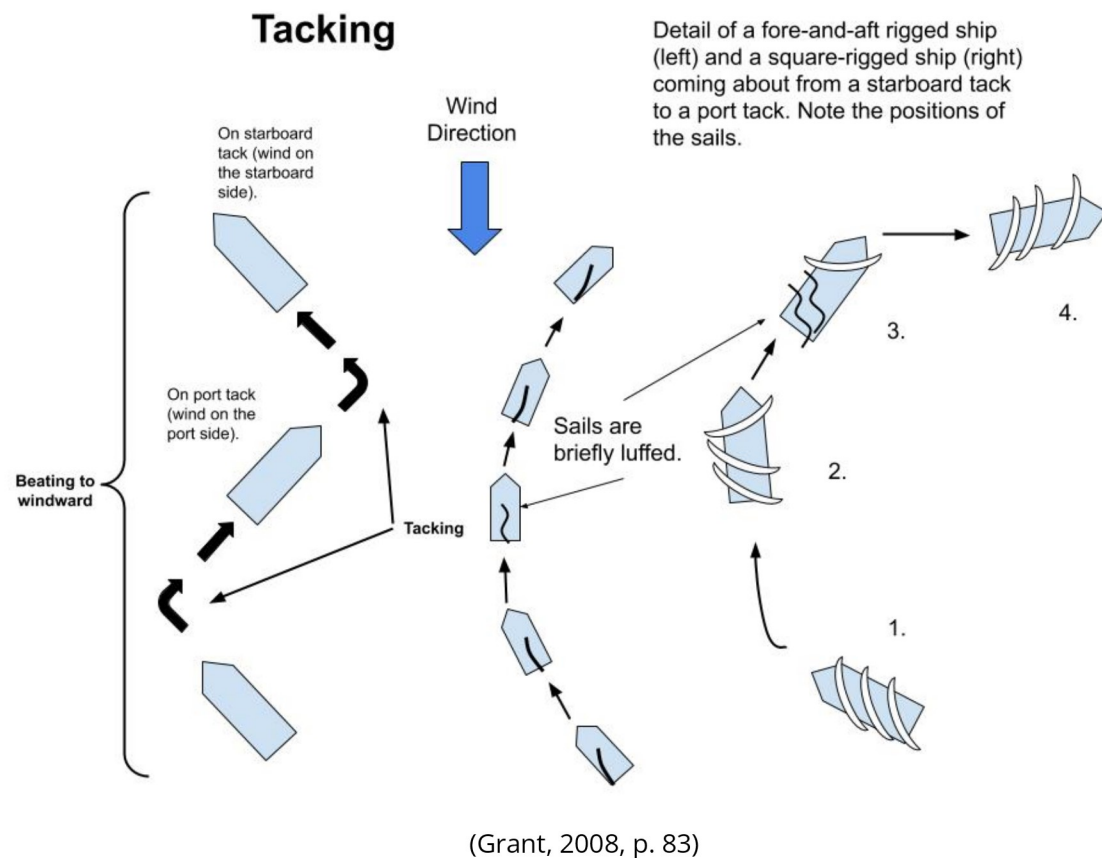 Tacking
Detail of a fore-and-aft rigged ship
(left) and a square-rigged ship (right)
coming about from a starboard tack
to a port tack. Note the positions of
the sails.
Wind
Direction
On starboard
tack (wind on
the starboard
side).
4.
3.
On port tack
(wind on the
port side).
Sails are
briefly luffed.
2.
Beating to
windward
Tacking
1.
(Grant, 2008, p. 83)